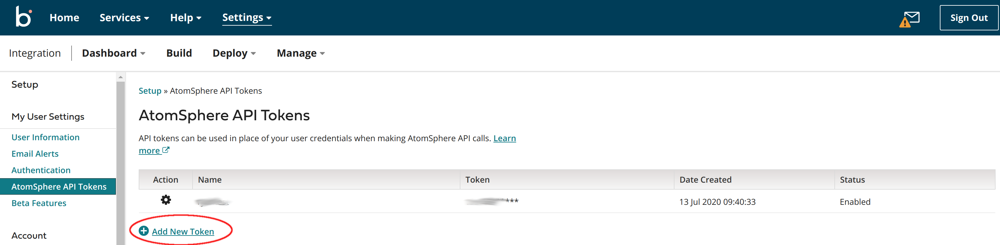 b Home Services Help Settings Sign Out
Integration Dashboard Build Deploy Manage
Setup
My User Settings
User Information
Email Alerts
Authentication
AtomSphere API Tokens
Beta Features
Account
Setup » AtomSphere API Tokens
AtomSphere API Tokens
API tokens can be used in place of your user credentials when making AtomSphere API calls. Learn
more
Action Name Token Date Created Status
*** 13 Jul 2020 09:40:33 Enabled
Add New Token